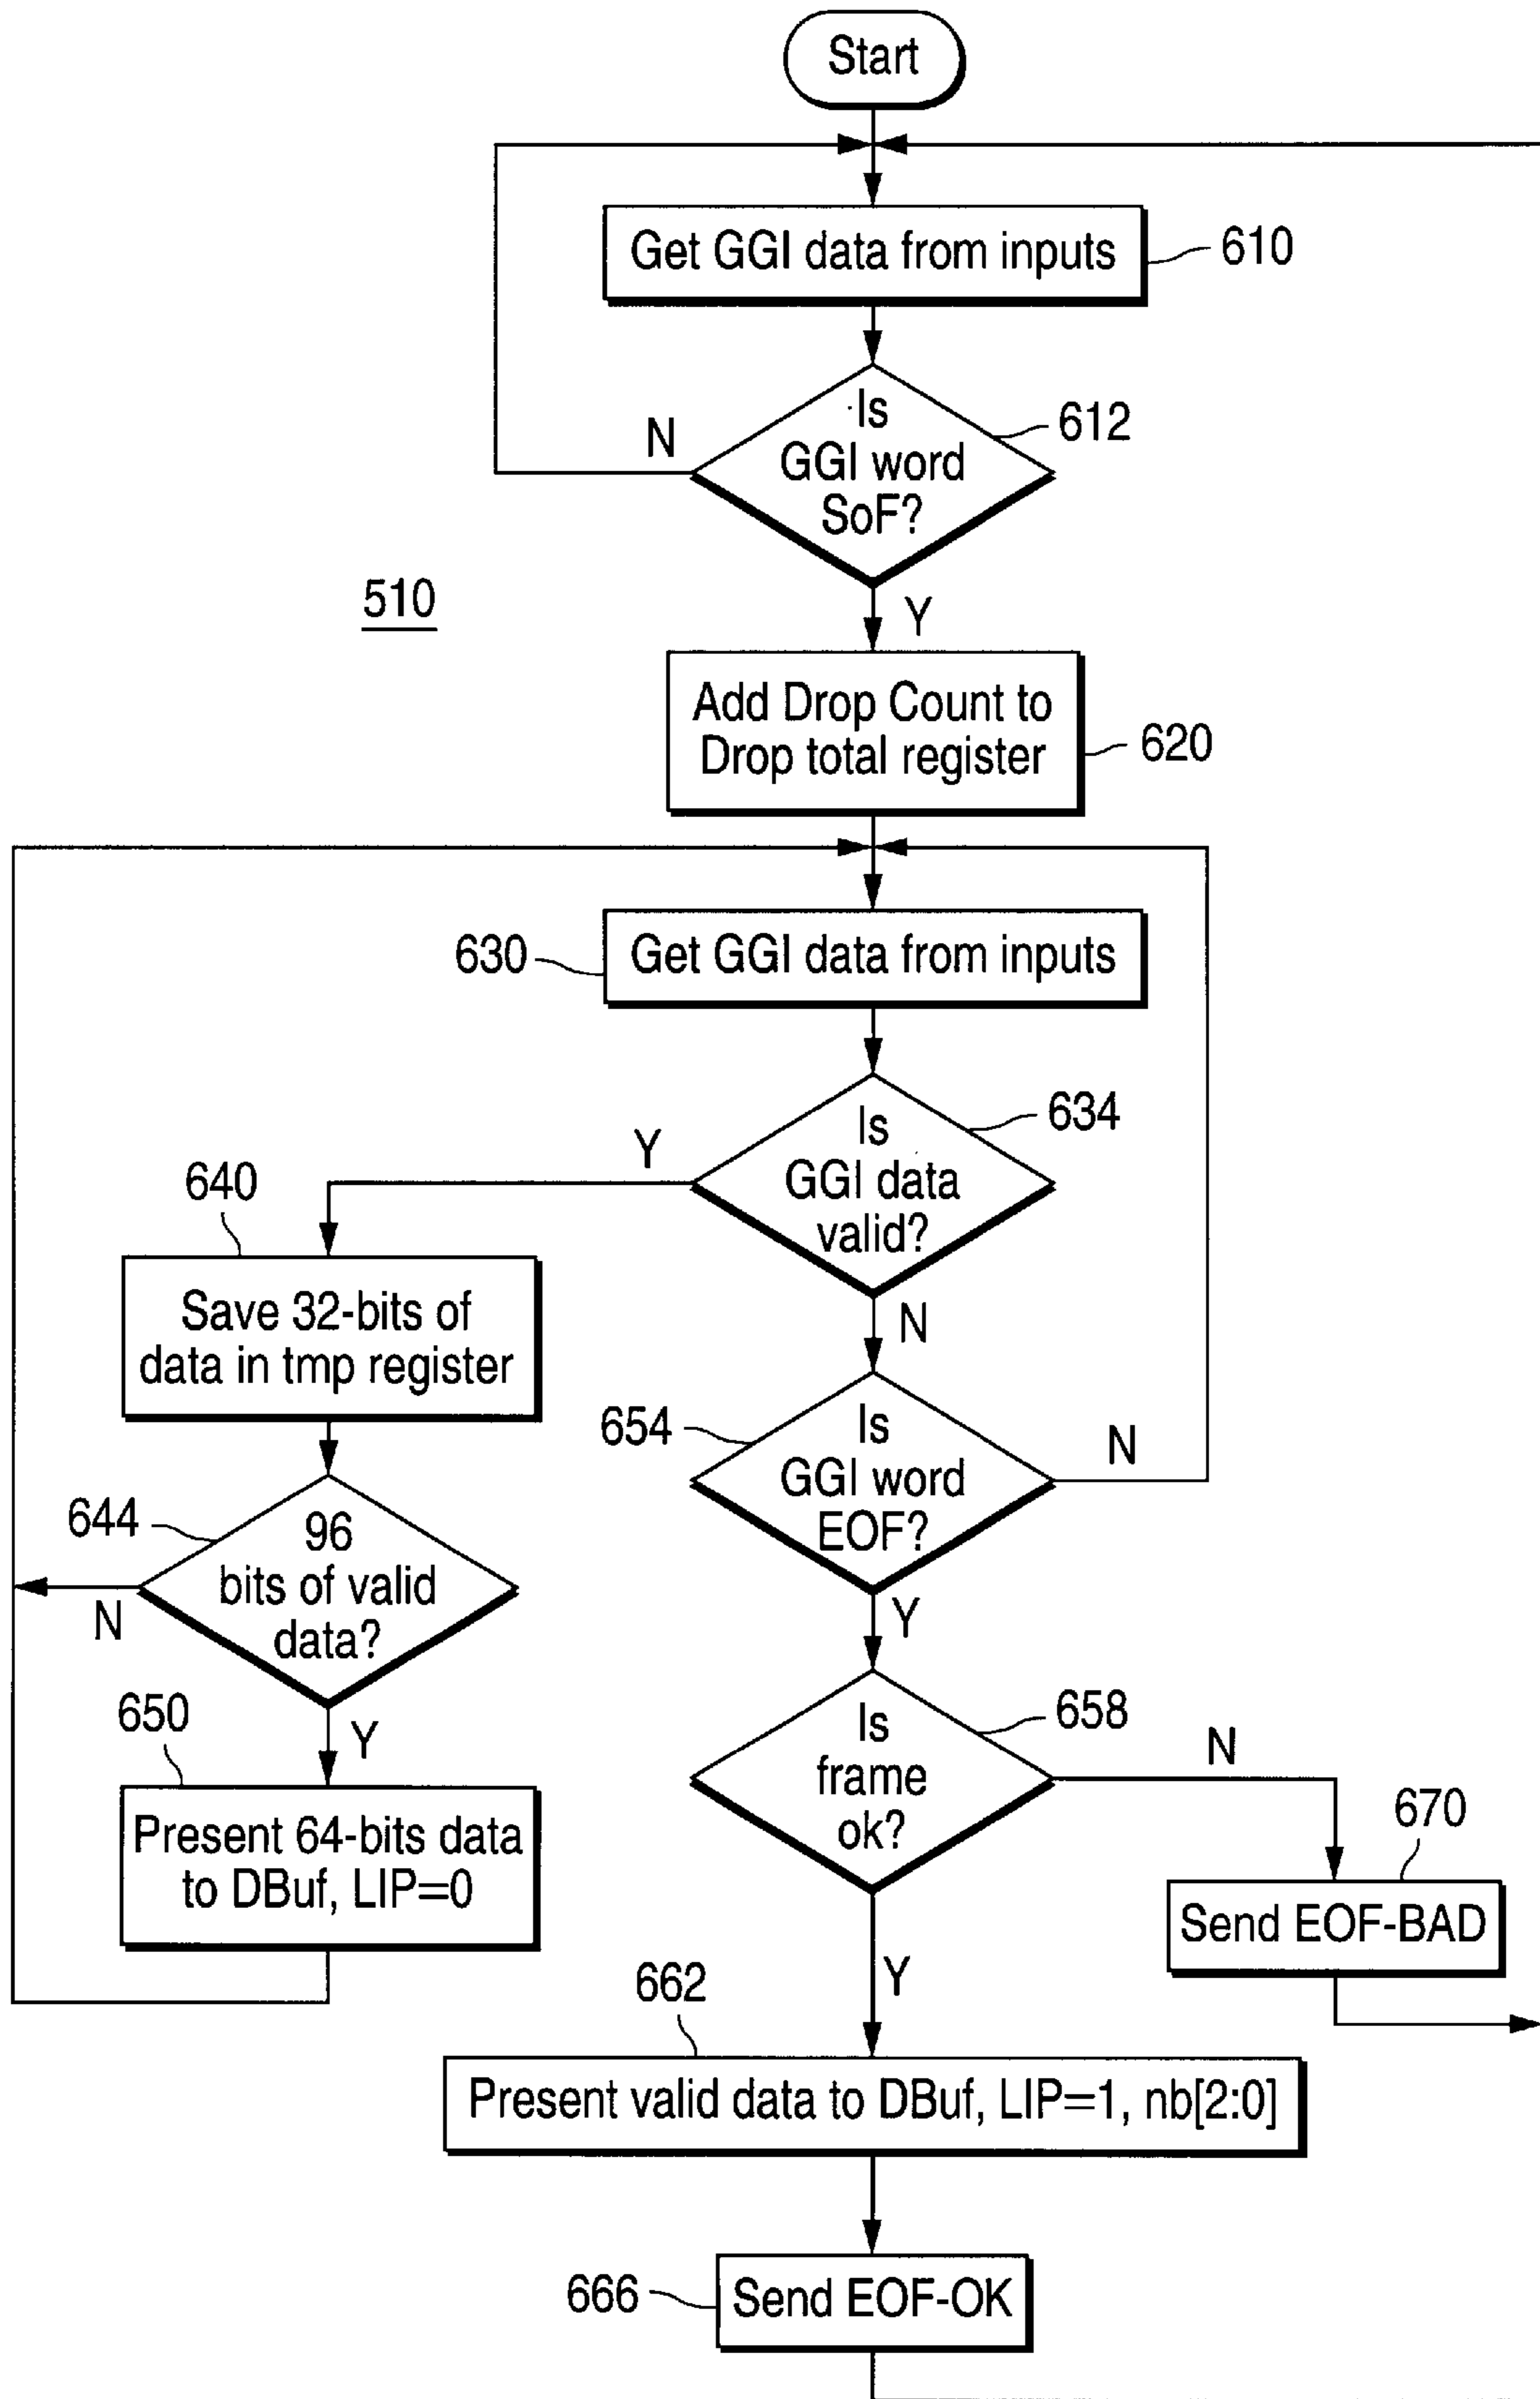 Start
Get GGI data from inputs
610
Is
GGI word
SoF?
612
N
Y
510
Add Drop Count to
Drop total register
620
Get GGI data from inputs
630
Is
GGI data
valid?
634
Y
N
640
Save 32-bits of
data in tmp register
644
96
bits of valid
data?
N
Y
650
Present 64-bits data
to DBuf, LIP=0
654
Is
GGI word
EOF?
N
Y
Is
frame
ok?
658
N
Y
670
Send EOF-BAD
662
Present valid data to DBuf, LIP=1, nb[2:0]
666
Send EOF-OK